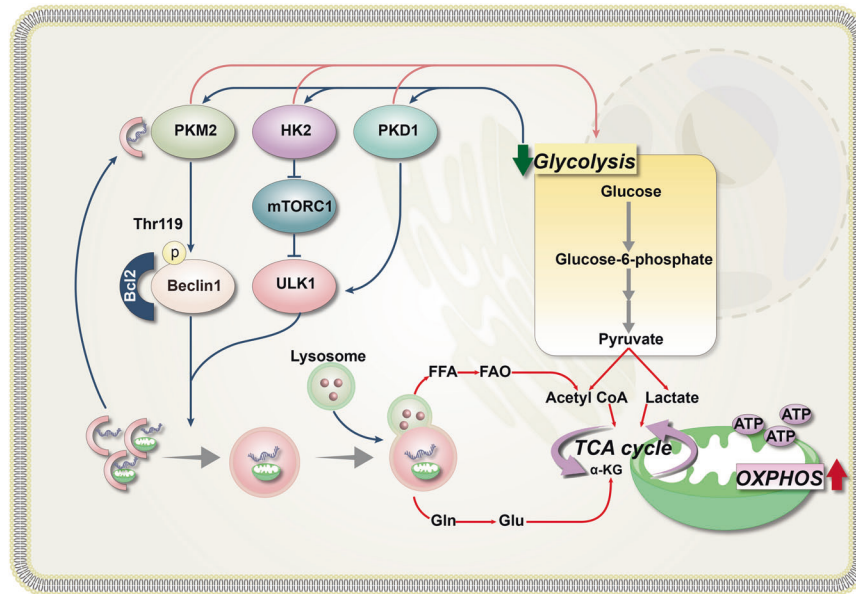 PKM2
HK2
PKD1
Glycolysis
Glucose
mTORC1
Thr119
p
Glucose-6-phosphate
Bcl2
Beclin1
ULK1
Pyruvate
Lysosome
FFA
FAO
Acetyl CoA
Lactate
ATP
ATP
ATP
TCA cycle
α-KG
OXPHOS
Gln
Glu